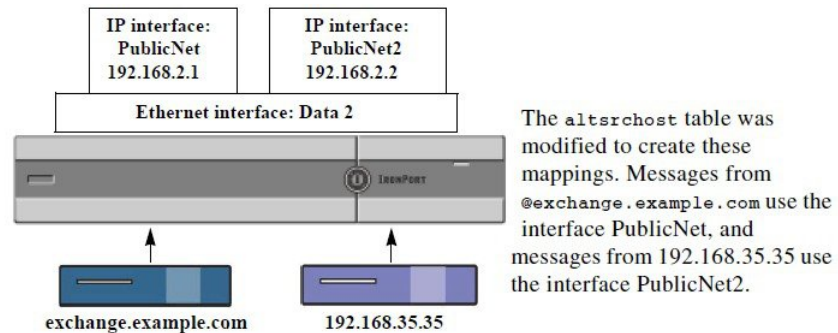 IP interface:
PublicNet
192.168.2.1
IP interface:
PublicNet2
192.168.2.2
Ethernet interface: Data 2
IRONPORT
exchange.example.com
192.168.35.35
The altsrchost table was
modified to create these
mappings. Messages from
@exchange.example.com use the
interface PublicNet, and
messages from 192.168.35.35 use
the interface PublicNet2.